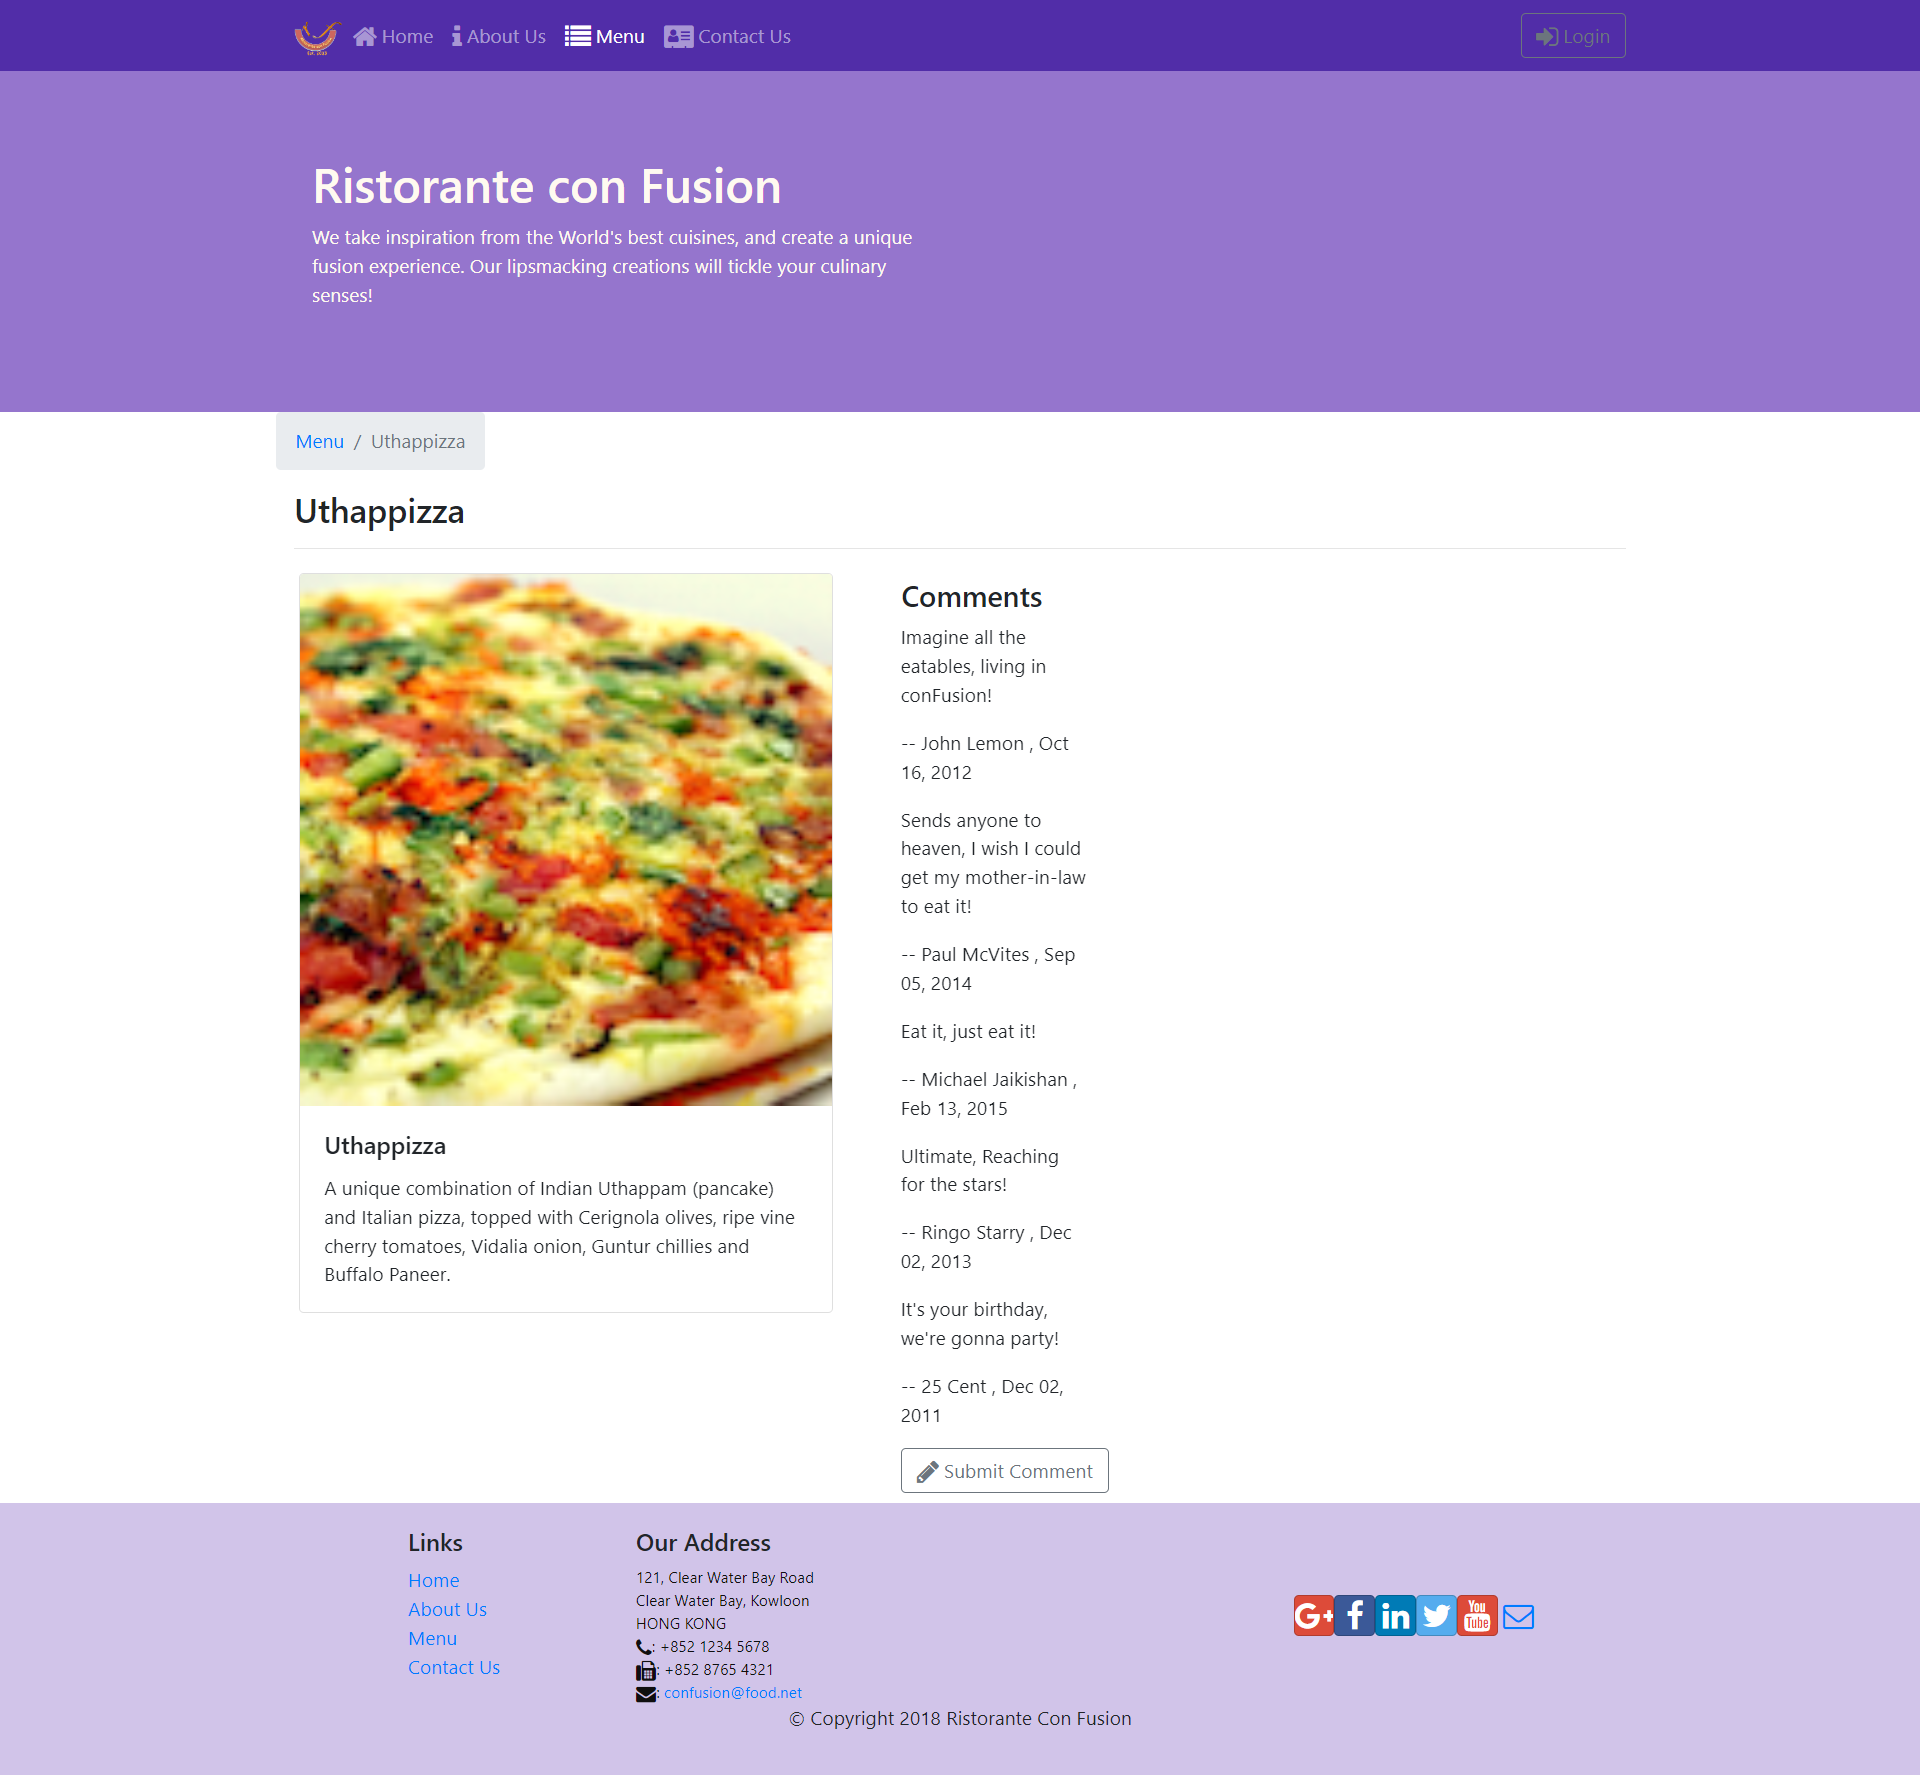 Home About Us Menu Contact Us Login
Ristorante con Fusion
We take inspiration from the World's best cuisines, and create a unique
fusion experience. Our lipsmacking creations will tickle your culinary
senses!
Menu / Uthappizza
Uthappizza
Uthappizza
A unique combination of Indian Uthappam (pancake)
and Italian pizza, topped with Cerignola olives, ripe vine
cherry tomatoes, Vidalia onion, Guntur chillies and
Buffalo Paneer.
Comments
Imagine all the
eatables, living in
conFusion!
-- John Lemon , Oct
16, 2012
Sends anyone to
heaven, I wish I could
get my mother-in-law
to eat it!
-- Paul McVites , Sep
05, 2014
Eat it, just eat it!
-- Michael Jaikishan ,
Feb 13, 2015
Ultimate, Reaching
for the stars!
-- Ringo Starry , Dec
02, 2013
It's your birthday,
we're gonna party!
-- 25 Cent , Dec 02,
2011
Submit Comment
Links
Home
About Us
Menu
Contact Us
Our Address
121, Clear Water Bay Road
Clear Water Bay, Kowloon
HONG KONG
: +852 1234 5678
: +852 8765 4321
: confusion@food.net
G+ f in You Tube
© Copyright 2018 Ristorante Con Fusion